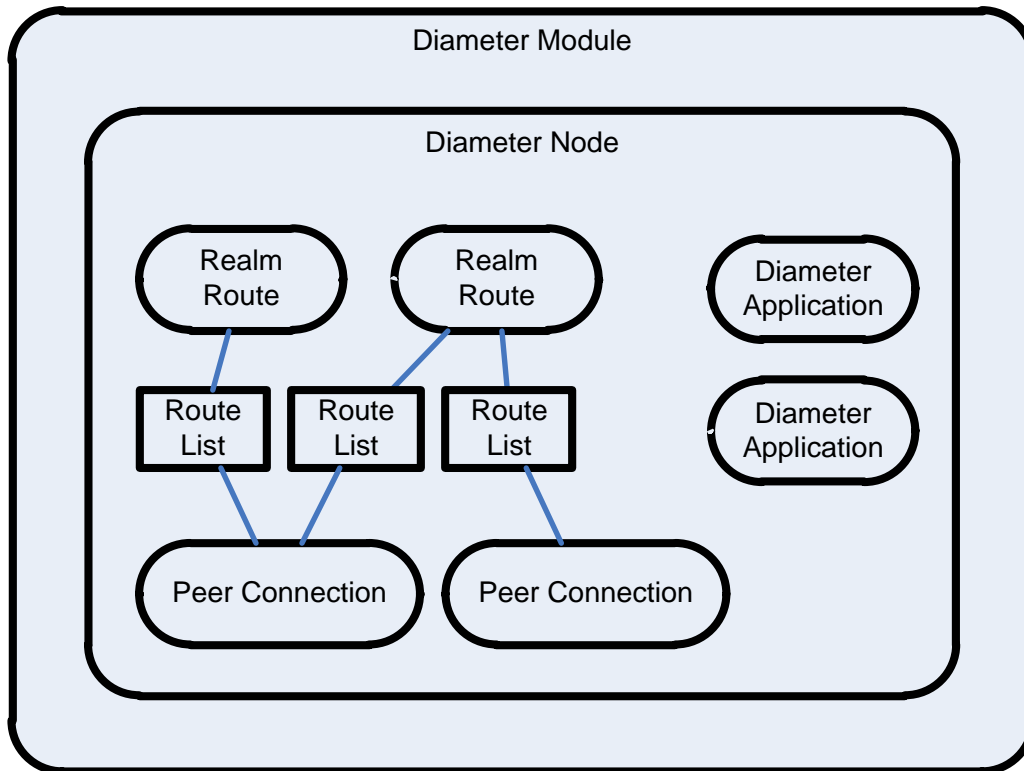 Diameter Module
Diameter Node
Realm
Route
Realm
Route
Diameter
Application
Route
List
Route
List
Route
List
Diameter
Application
Peer Connection
Peer Connection